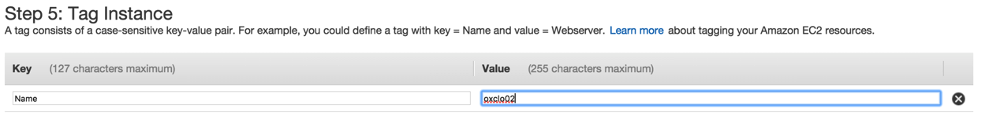 Step 5: Tag Instance
A tag consists of a case-sensitive key-value pair. For example, you could define a tag with key = Name and value = Webserver. Learn more about tagging your Amazon EC2 resources.
Key (127 characters maximum) Value (255 characters maximum)
Name oxclo02